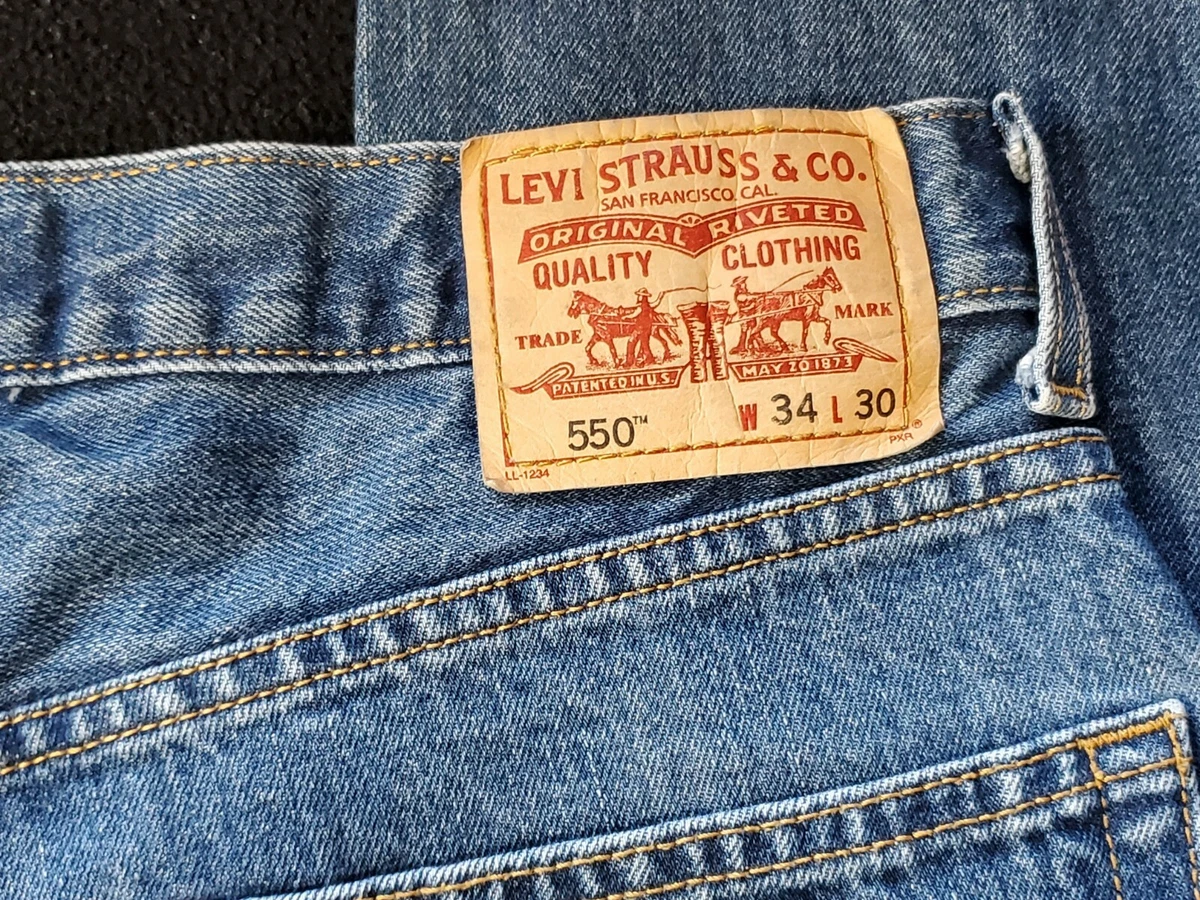 LEVI STRAUSS & CO.
SAN FRANCISCO, CAL.
ORIGINAL RIVETED
QUALITY CLOTHING
TRADE MARK
PATENTED IN U.S. MAY 20 1873
550™ W 34 L 30
LL-1234 PXR ®